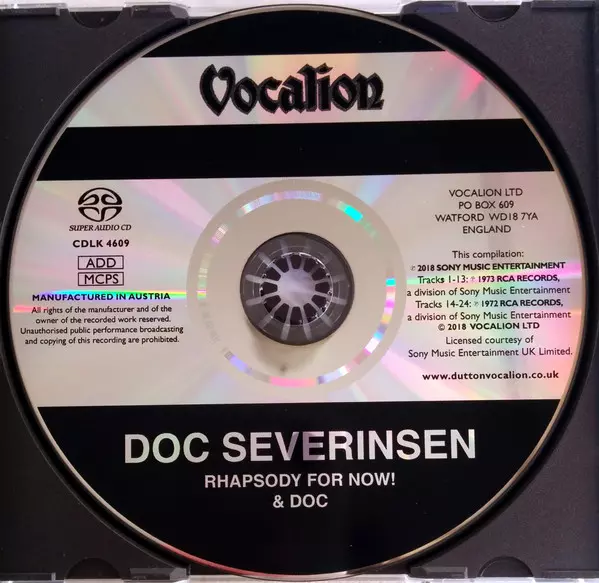 Vocalion
SUPER AUDIO CD
CDLK 4609
ADD
MCPS
MANUFACTURED IN AUSTRIA
All rights of the manufacturer and of the
owner of the recorded work reserved.
Unauthorised public performance broadcasting
and copying of this recording are prohibited.
VOCALION LTD
PO BOX 609
WATFORD WD18 7YA
ENGLAND
This compilation:
℗ 2018 SONY MUSIC ENTERTAINMENT
Tracks 1-13: ℗ 1973 RCA RECORDS,
a division of Sony Music Entertainment
Tracks 14-24: ℗ 1972 RCA RECORDS,
a division of Sony Music Entertainment
© 2018 VOCALION LTD
Licensed courtesy of
Sony Music Entertainment UK Limited.
www.duttonvocalion.co.uk
DOC SEVERINSEN
RHAPSODY FOR NOW!
& DOC